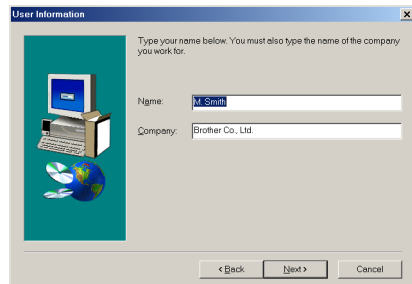 User Information
Type your name below. You must also type the name of the company
you work for.
Name: M. Smith
Company: Brother Co., Ltd.
< Back Next > Cancel